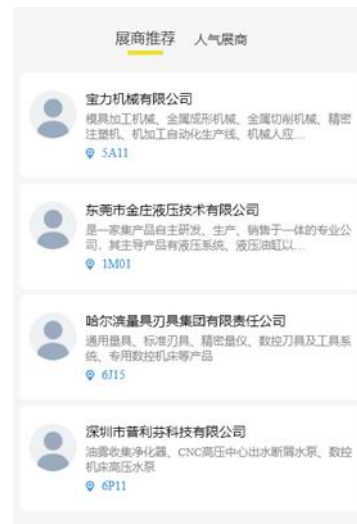 展商推荐 人气展商
宝力机械有限公司
模具加工机械、金属成形机械、金属切削机械、精密
注塑机、机加工自动化生产线、机械人应...
5A11
东莞市金庄液压技术有限公司
是一家集产品自主研发、生产、销售于一体的专业公
司，其主导产品有液压系统、液压油缸以...
1M01
哈尔滨量具刃具集团有限责任公司
通用量具、标准刃具、精密量仪、数控刀具及工具系
统、专用数控机床等产品
6J15
深圳市普利芬科技有限公司
油雾收集净化器、CNC高压中心出水断屑水泵、数控
机床高压水泵
6P11